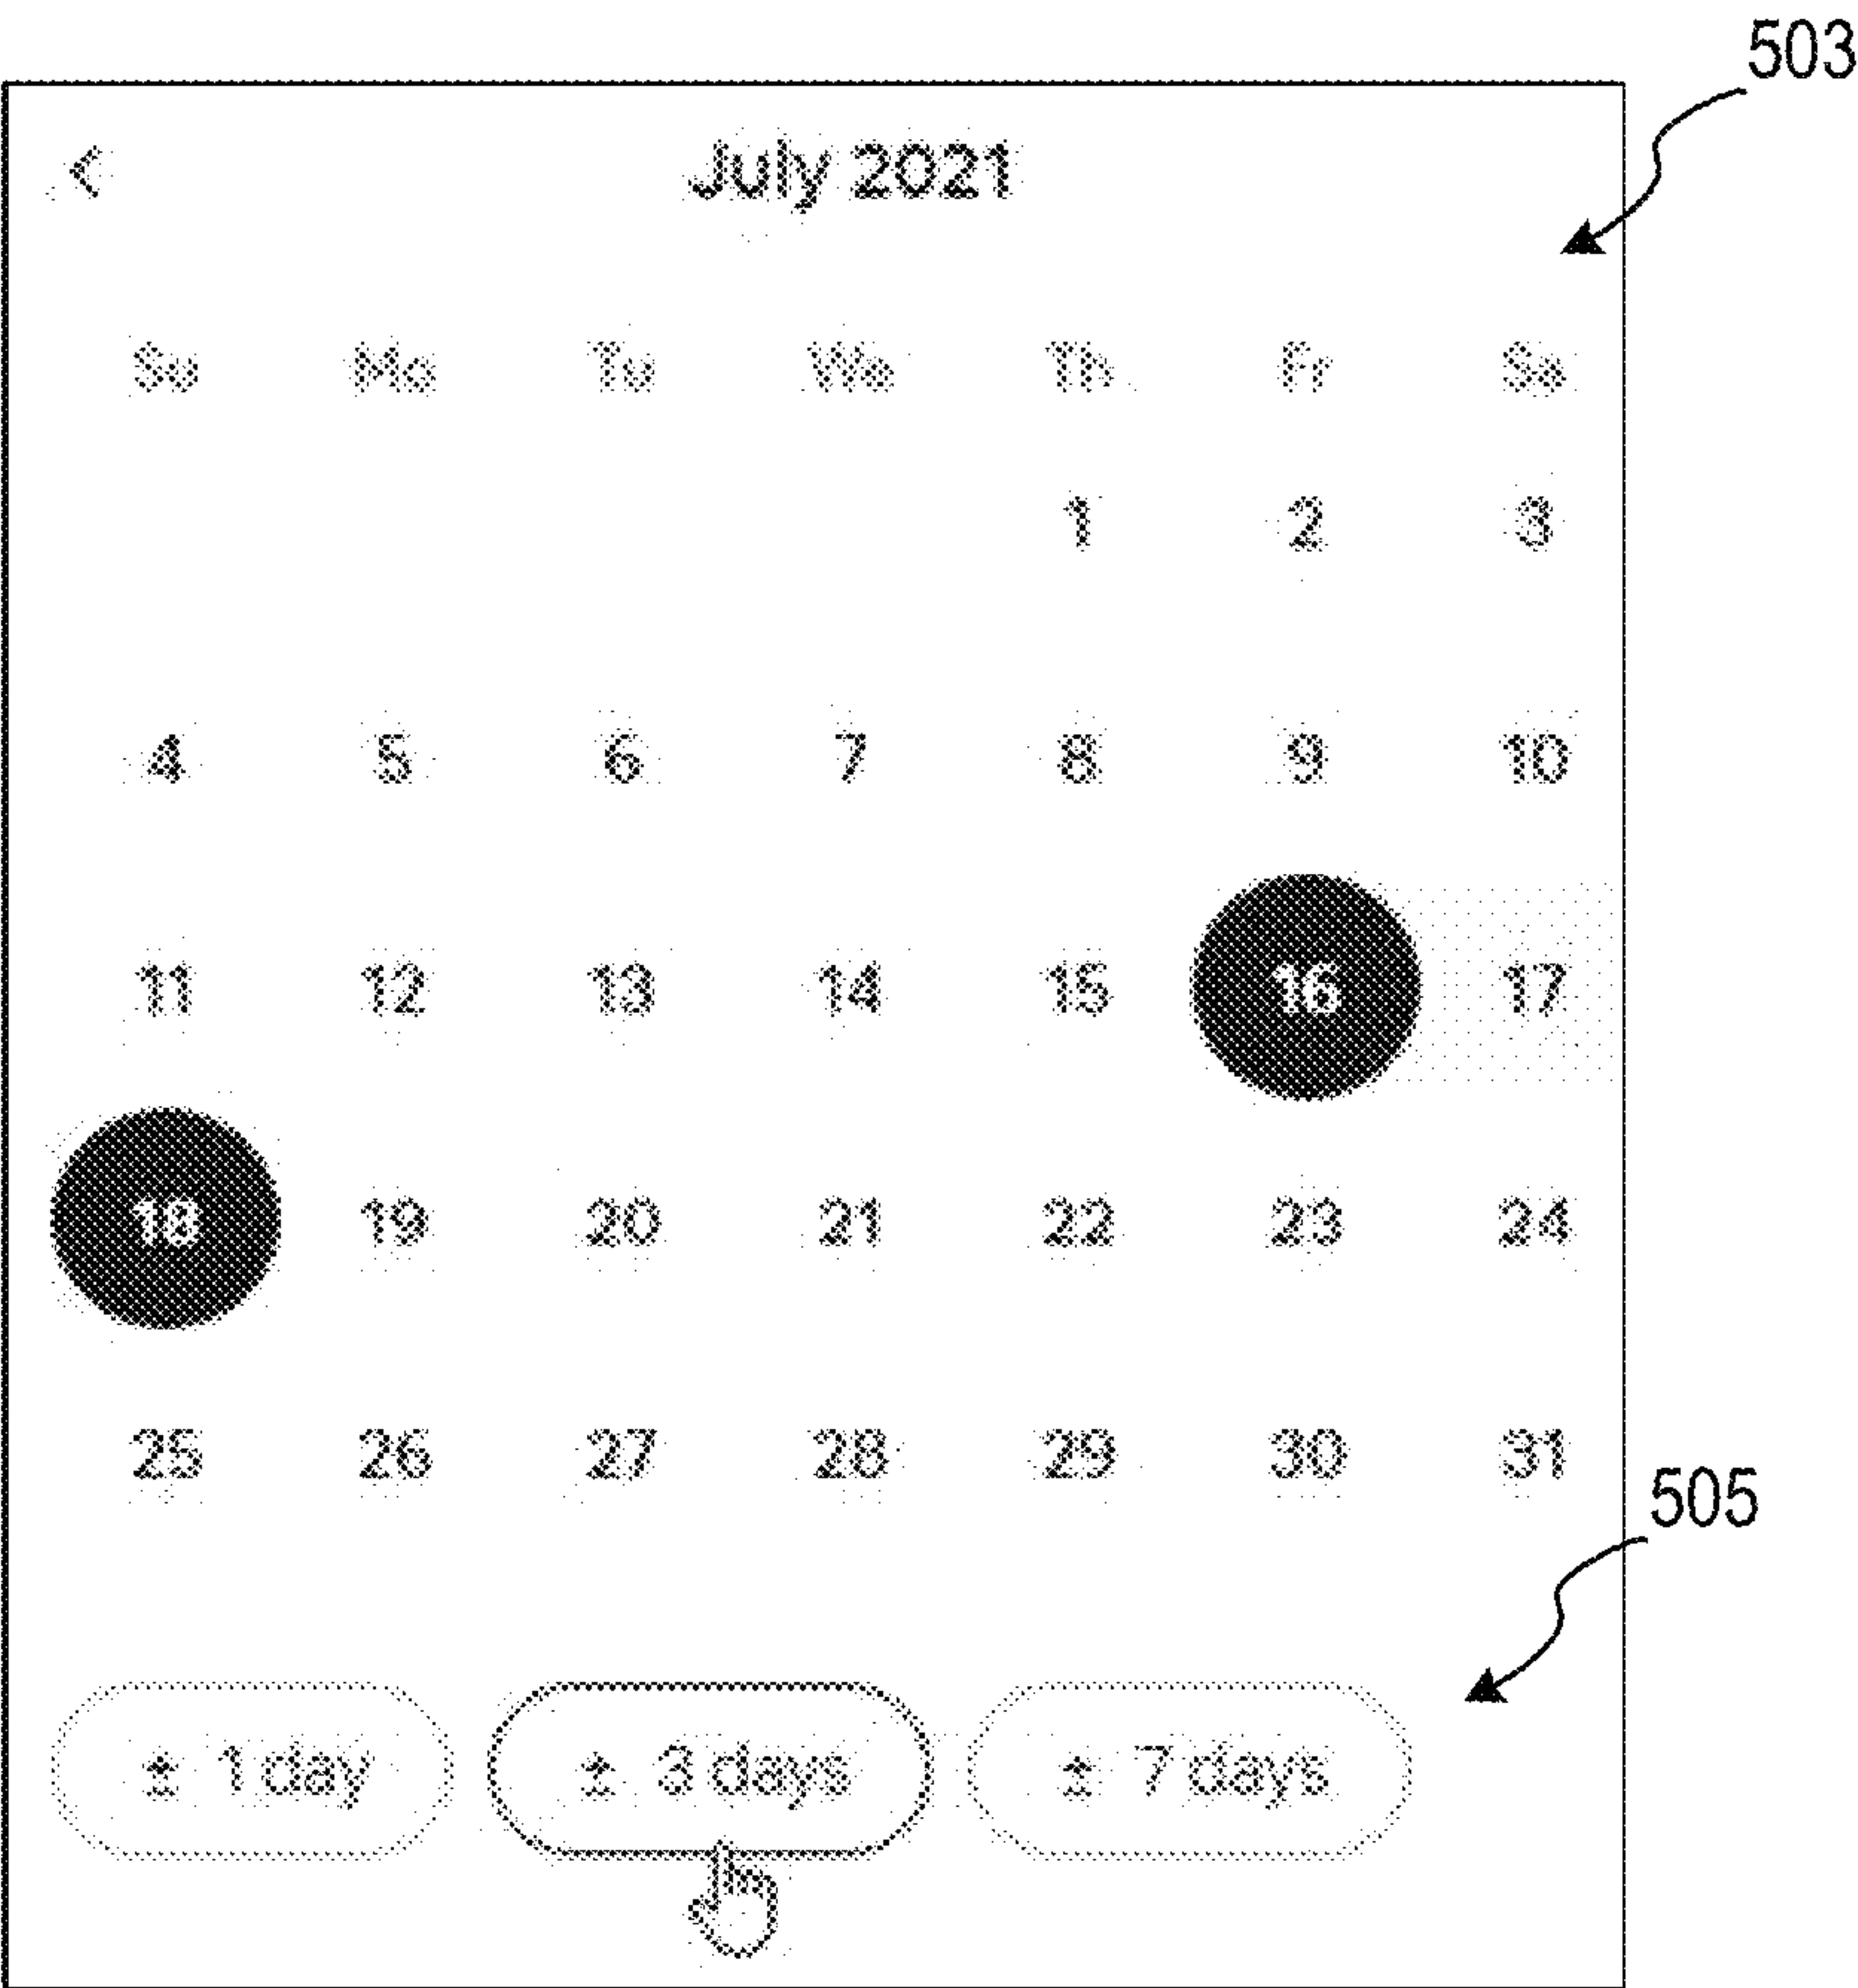 503
< July 2021
Su Mo Tu We Th Fr Sa
1 2 3
4 5 6 7 8 9 10
11 12 13 14 15 16 17
18 19 20 21 22 23 24
25 26 27 28 29 30 31
505
± 1 day ± 3 days ± 7 days